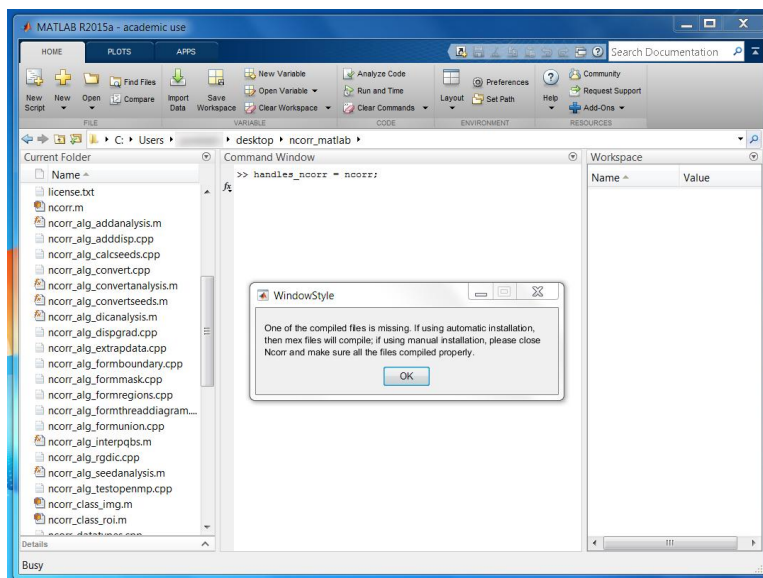 MATLAB R2015a - academic use
HOME PLOTS APPS
Search Documentation
New Script
New
Open
Find Files
Compare
Import Data
Save Workspace
New Variable
Open Variable
Clear Workspace
Analyze Code
Run and Time
Clear Commands
Layout
Preferences
Set Path
Help
Community
Request Support
Add-Ons
FILE VARIABLE CODE ENVIRONMENT RESOURCES
C: Users desktop ncorr_matlab
Current Folder
Name
license.txt
ncorr.m
ncorr_alg_addanalysis.m
ncorr_alg_adddisp.cpp
ncorr_alg_calcseeds.cpp
ncorr_alg_convert.cpp
ncorr_alg_convertanalysis.m
ncorr_alg_convertseeds.m
ncorr_alg_dicanalysis.m
ncorr_alg_dispgrad.cpp
ncorr_alg_extrapdata.cpp
ncorr_alg_formboundary.cpp
ncorr_alg_formmask.cpp
ncorr_alg_formregions.cpp
ncorr_alg_formthreaddiagram....
ncorr_alg_formunion.cpp
ncorr_alg_interpqbs.m
ncorr_alg_rgdic.cpp
ncorr_alg_seedanalysis.m
ncorr_alg_testopenmp.cpp
ncorr_class_img.m
ncorr_class_roi.m
Details
Command Window
>> handles_ncorr = ncorr;
fx
WindowStyle
One of the compiled files is missing. If using automatic installation,
then mex files will compile; if using manual installation, please close
Ncorr and make sure all the files compiled properly.
OK
Workspace
Name Value
Busy